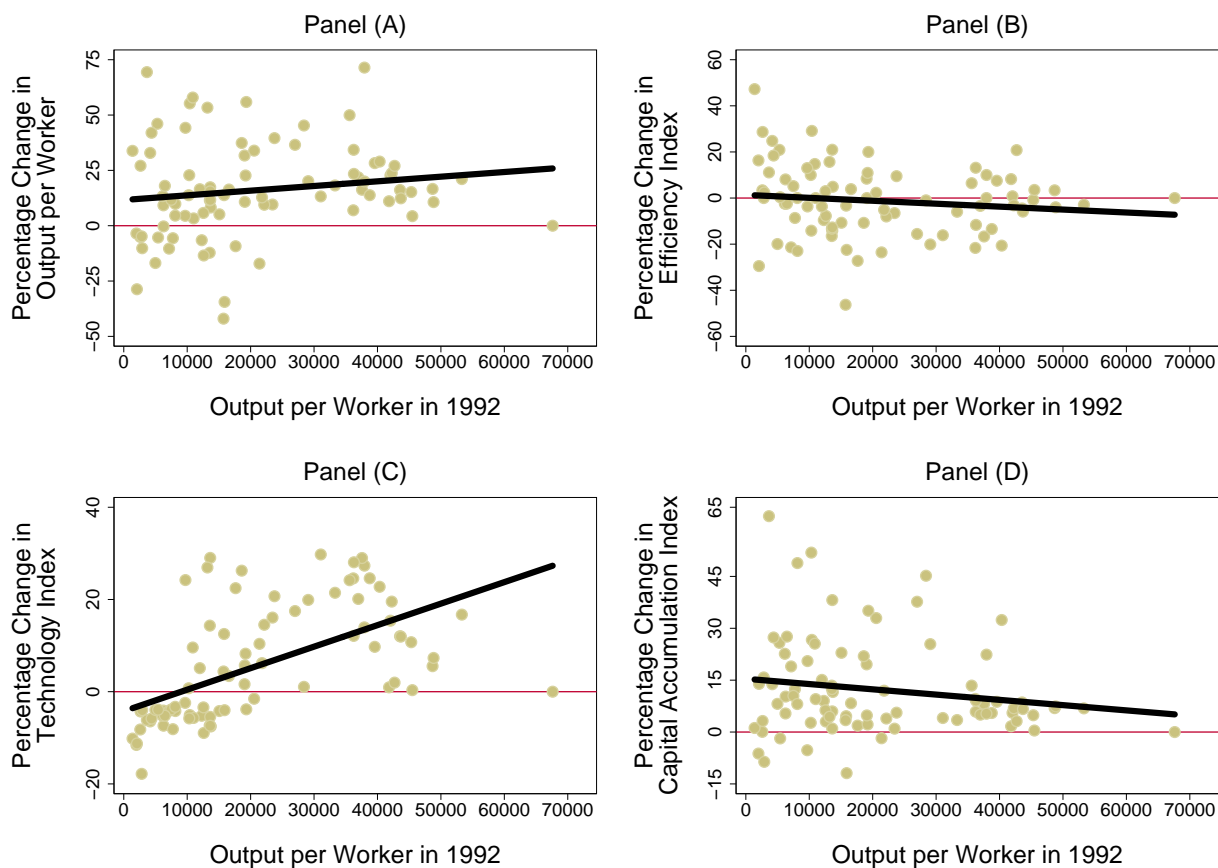 Panel (A)
Percentage Change in
Output per Worker
75
50
25
0
−25
−50
0 10000 20000 30000 40000 50000 60000 70000
Output per Worker in 1992
Panel (B)
Percentage Change in
Efficiency Index
60
40
20
0
−20
−40
−60
0 10000 20000 30000 40000 50000 60000 70000
Output per Worker in 1992
Panel (C)
Percentage Change in
Technology Index
40
20
0
−20
0 10000 20000 30000 40000 50000 60000 70000
Output per Worker in 1992
Panel (D)
Percentage Change in
Capital Accumulation Index
65
45
30
15
0
−15
0 10000 20000 30000 40000 50000 60000 70000
Output per Worker in 1992